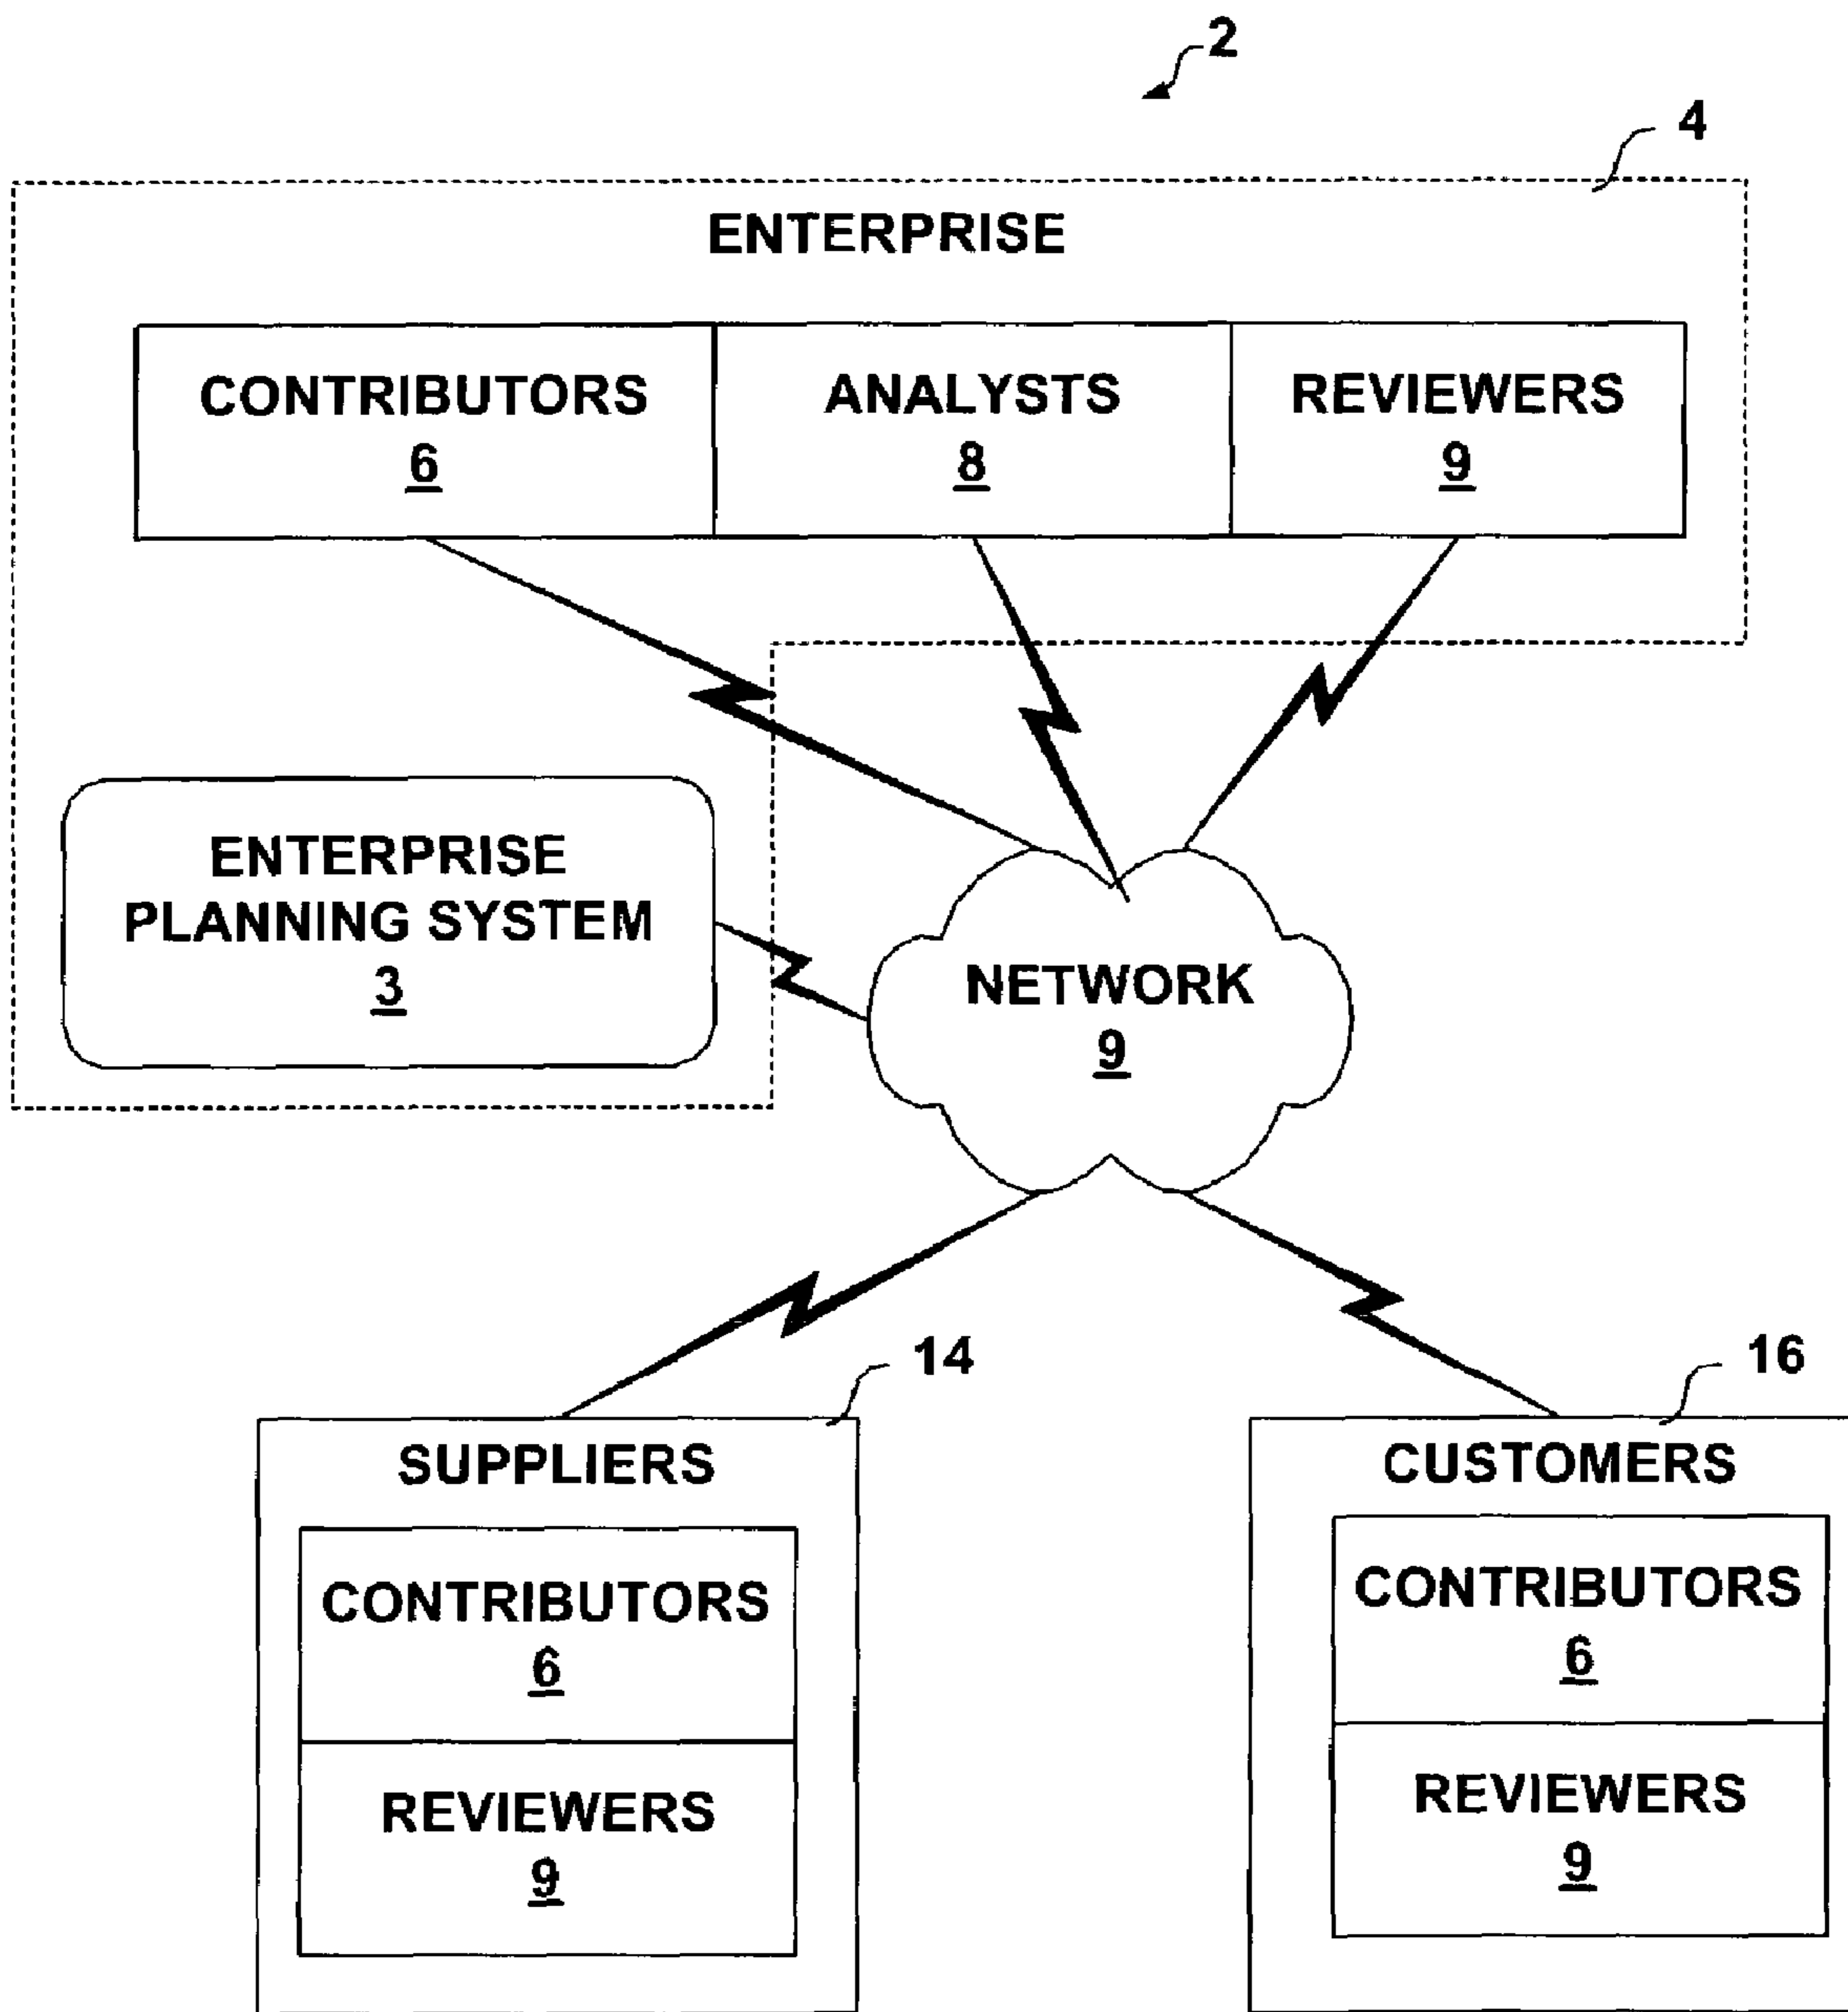 2
4
ENTERPRISE
CONTRIBUTORS
6
ANALYSTS
8
REVIEWERS
9
ENTERPRISE
PLANNING SYSTEM
3
NETWORK
9
14
SUPPLIERS
CONTRIBUTORS
6
REVIEWERS
9
16
CUSTOMERS
CONTRIBUTORS
6
REVIEWERS
9